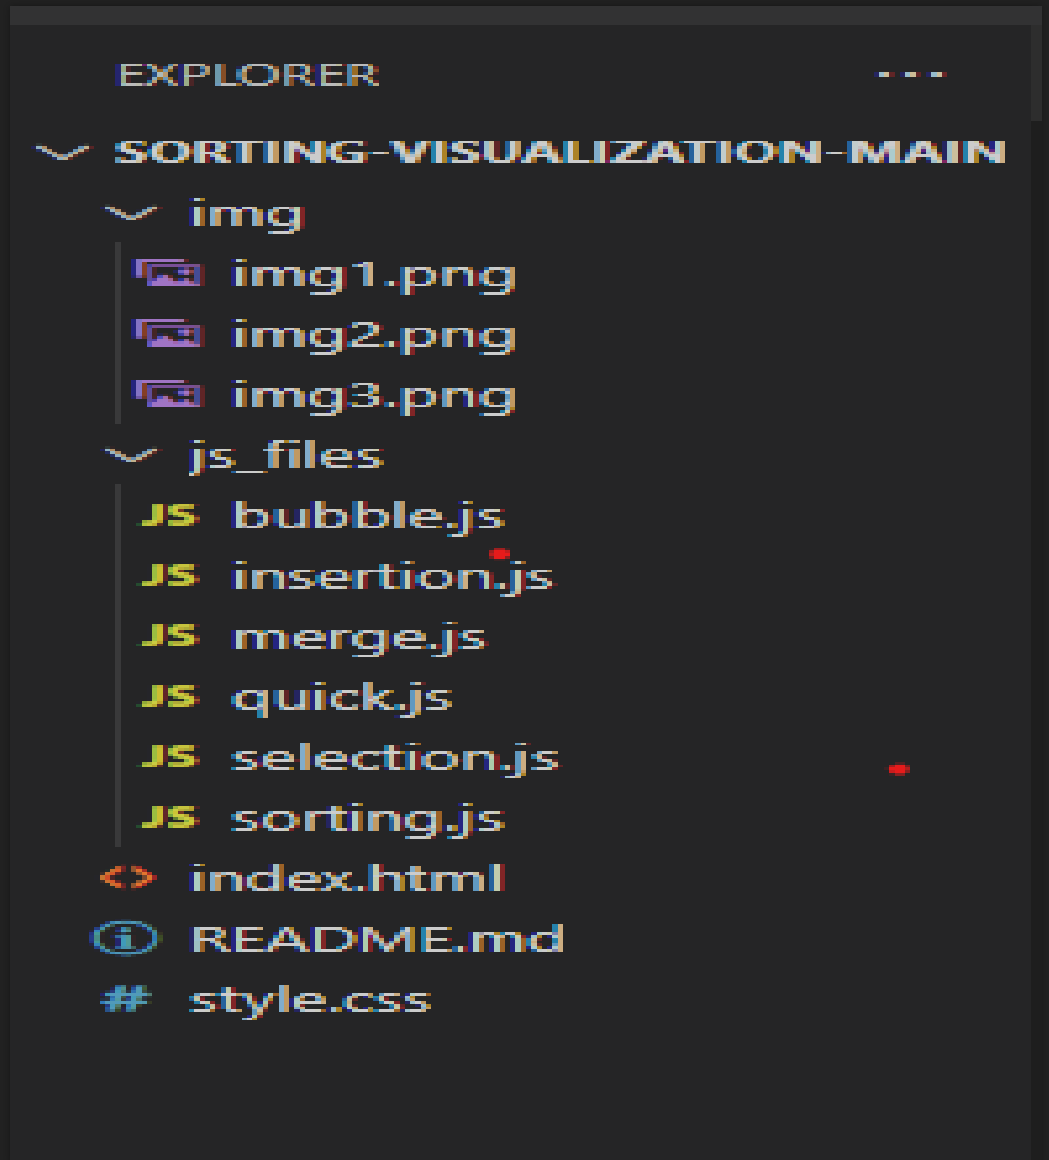 EXPLORER ---
SORTING-VISUALIZATION-MAIN
img
img1.png
img2.png
img3.png
js_files
JS bubble.js
JS insertion.js
JS merge.js
JS quick.js
JS selection.js
JS sorting.js
<> index.html
README.md
# style.css